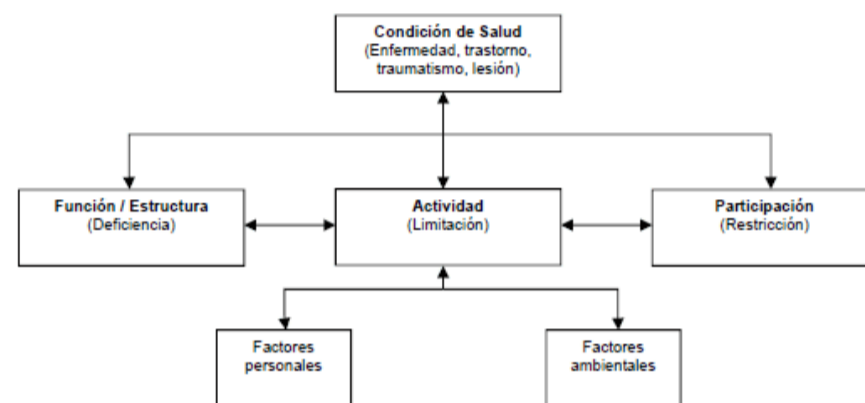 Condición de Salud
(Enfermedad, trastorno,
traumatismo, lesión)
Función / Estructura
(Deficiencia)
Actividad
(Limitación)
Participación
(Restricción)
Factores
personales
Factores
ambientales